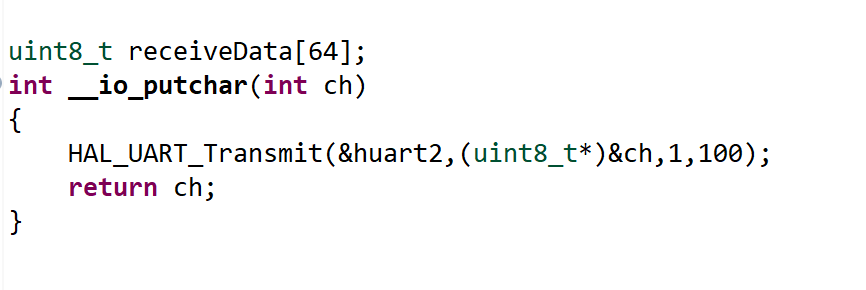 uint8_t receiveData[64];
int __io_putchar(int ch)
{
    HAL_UART_Transmit(&huart2,(uint8_t*)&ch,1,100);
    return ch;
}